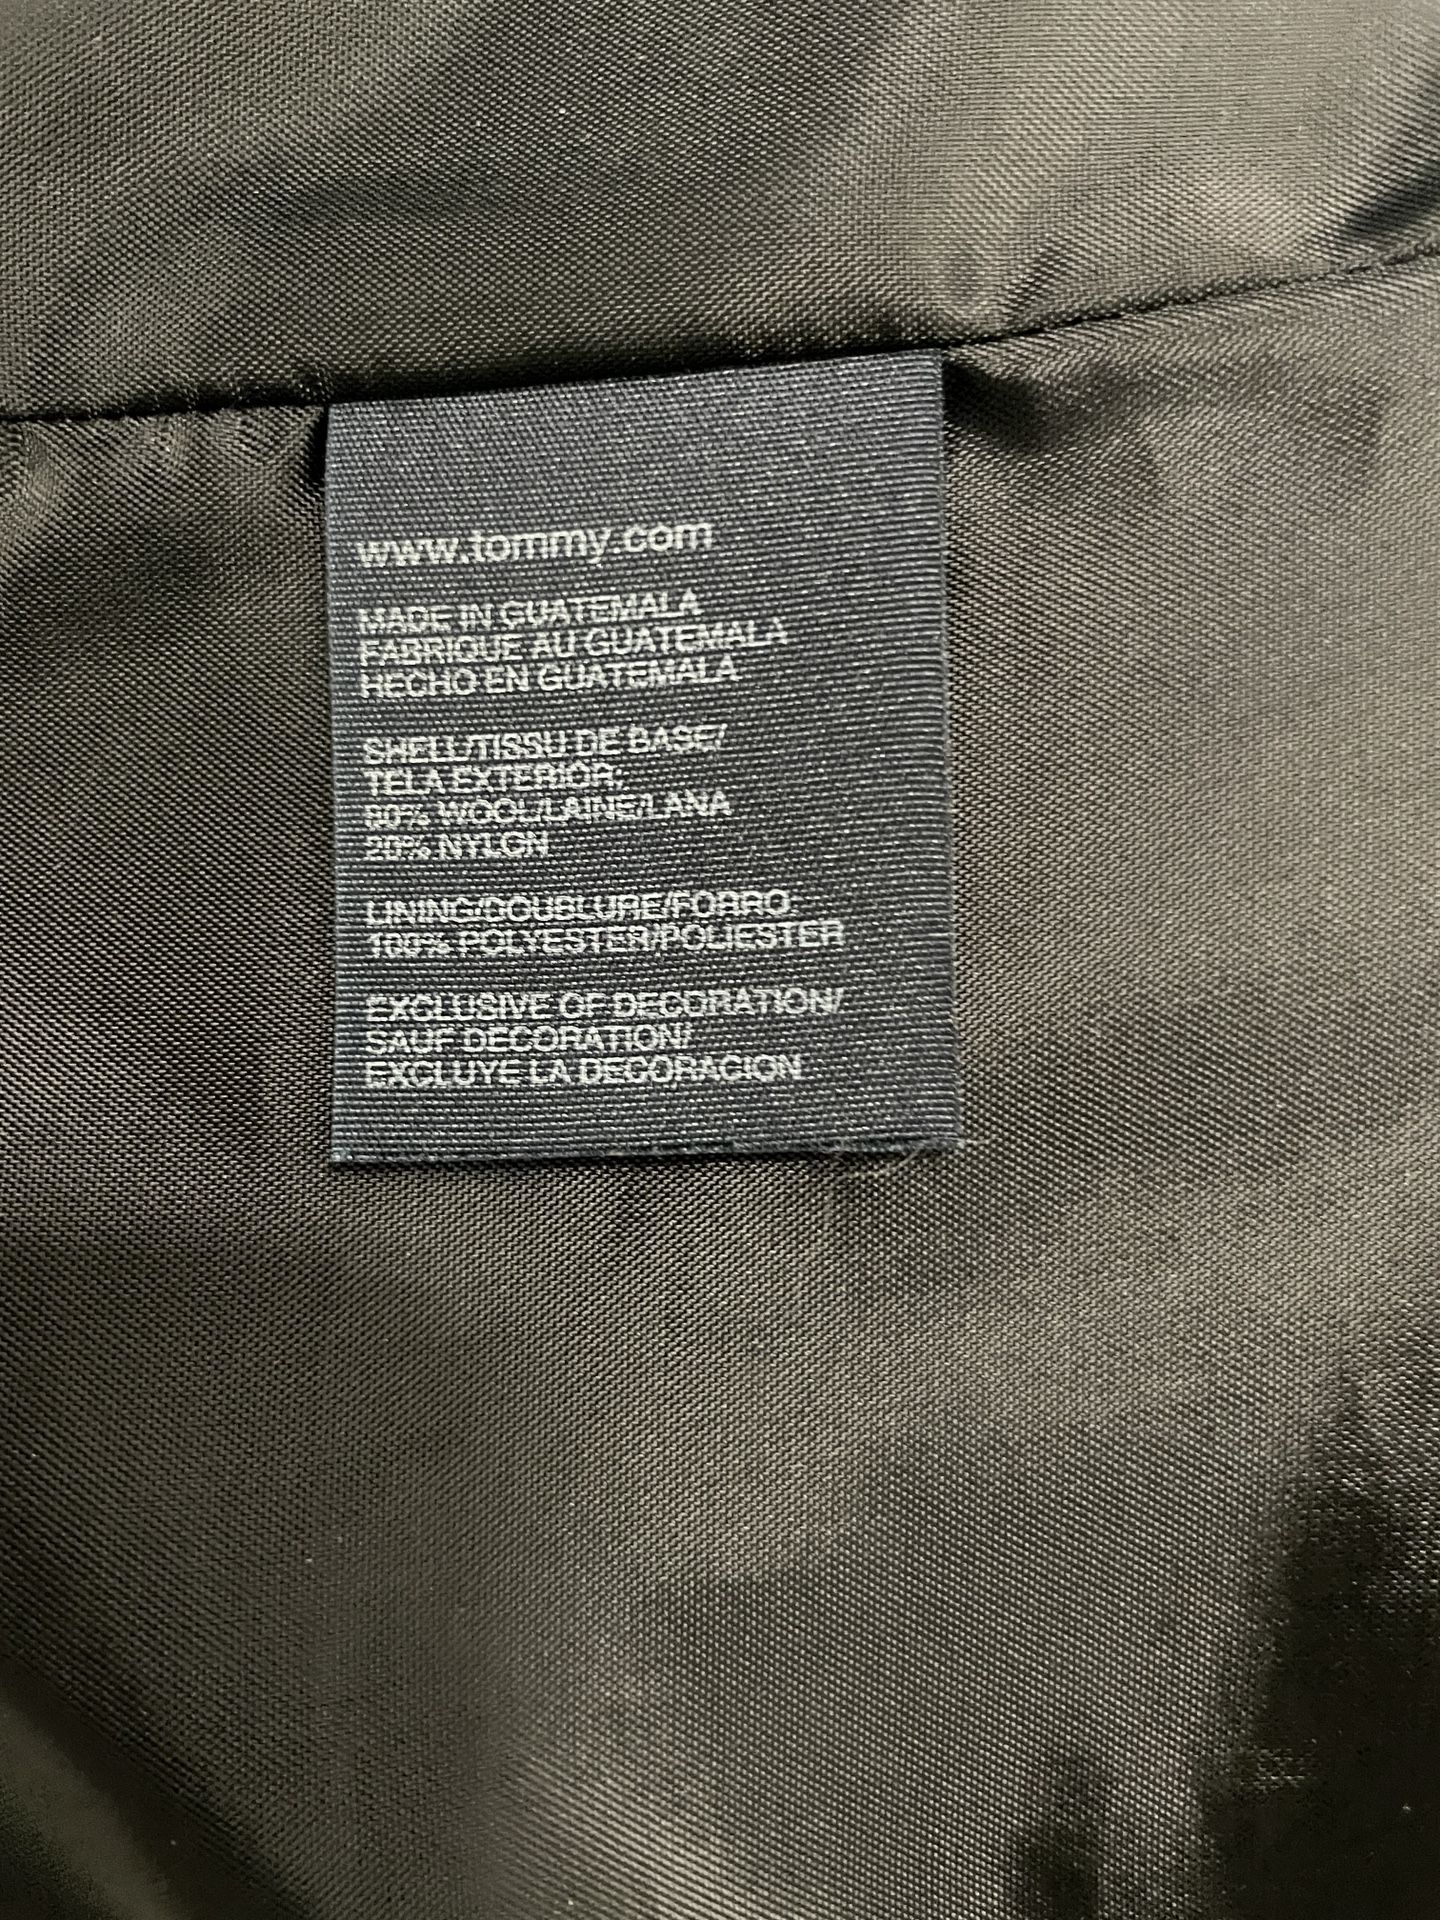 www.tommy.com
MADE IN GUATEMALA
FABRIQUE AU GUATEMALA
HECHO EN GUATEMALA
SHELL/TISSU DE BASE/
TELA EXTERIOR:
80% WOOL/LAINE/LANA
20% NYLON
LINING/DOUBLURE/FORRO:
100% POLYESTER/POLIESTER
EXCLUSIVE OF DECORATION/
SAUF DECORATION/
EXCLUYE LA DECORACION